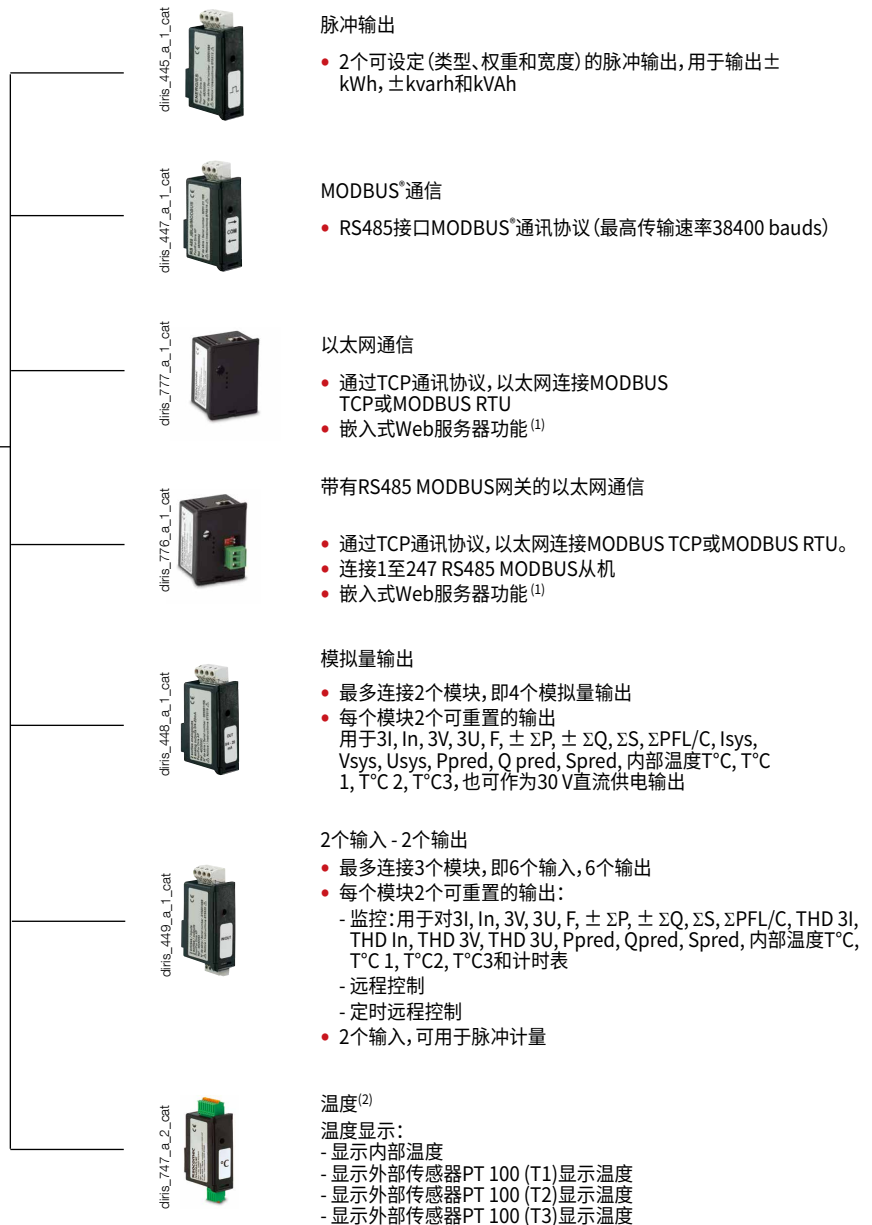 diris_445_a_1_cat
脉冲输出
• 2个可设定（类型、权重和宽度）的脉冲输出，用于输出±
kWh，±kvarh和kVAh
diris_447_a_1_cat
COM
MODBUS®通信
• RS485接口MODBUS®通讯协议（最高传输速率38400 bauds）
diris_777_a_1_cat
以太网通信
• 通过TCP通讯协议，以太网连接MODBUS
TCP或MODBUS RTU
• 嵌入式Web服务器功能 (1)
diris_776_a_1_cat
带有RS485 MODBUS网关的以太网通信
• 通过TCP通讯协议，以太网连接MODBUS TCP或MODBUS RTU。
• 连接1至247 RS485 MODBUS从机
• 嵌入式Web服务器功能 (1)
diris_448_a_1_cat
OUT
模拟量输出
• 最多连接2个模块，即4个模拟量输出
• 每个模块2个可重置的输出
用于3I, In, 3V, 3U, F, ± ΣP, ± ΣQ, ΣS, ΣPFL/C, Isys,
Vsys, Usys, Ppred, Q pred, Spred, 内部温度T°C, T°C
1, T°C 2, T°C3，也可作为30 V直流供电输出
diris_449_a_1_cat
2个输入 - 2个输出
• 最多连接3个模块，即6个输入，6个输出
• 每个模块2个可重置的输出：
- 监控：用于对3I, In, 3V, 3U, F, ± ΣP, ± ΣQ, ΣS, ΣPFL/C, THD 3I,
THD In, THD 3V, THD 3U, Ppred, Qpred, Spred, 内部温度T°C,
T°C 1, T°C2, T°C3和计时表
- 远程控制
- 定时远程控制
• 2个输入，可用于脉冲计量
diris_747_a_2_cat
°C
温度(2)
温度显示：
- 显示内部温度
- 显示外部传感器PT 100 (T1)显示温度
- 显示外部传感器PT 100 (T2)显示温度
- 显示外部传感器PT 100 (T3)显示温度